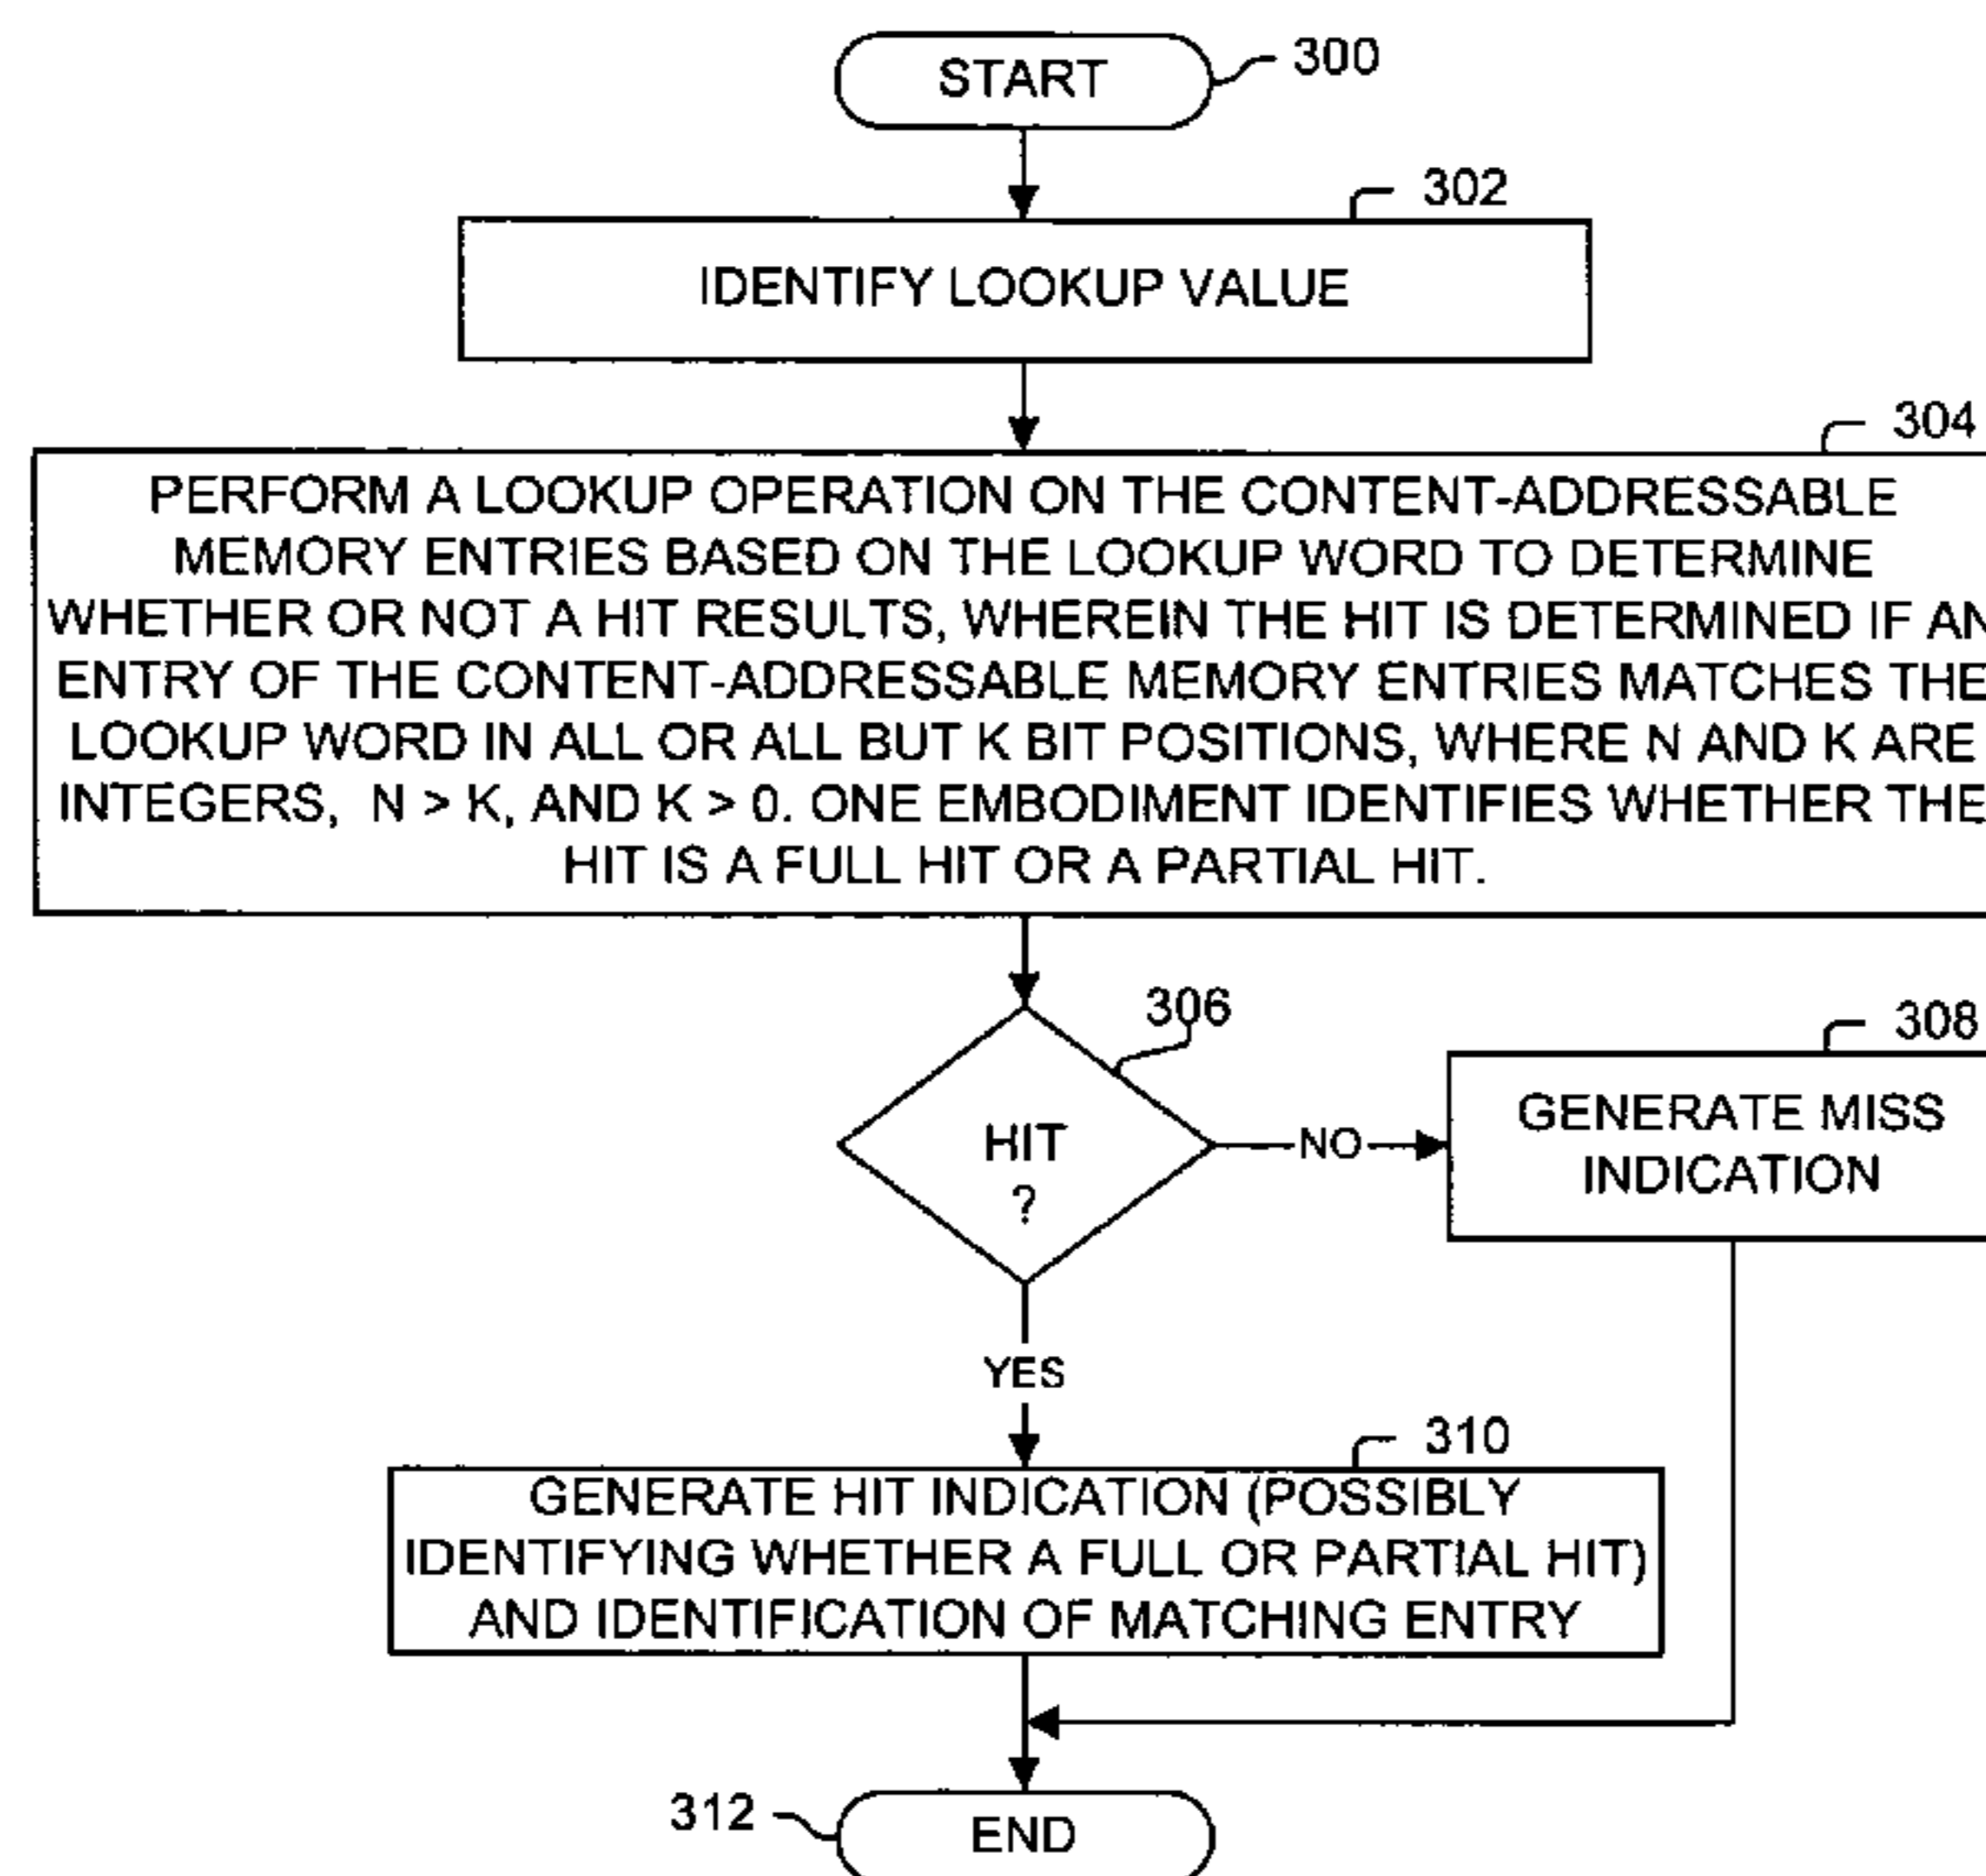 START
300
302
IDENTIFY LOOKUP VALUE
304
PERFORM A LOOKUP OPERATION ON THE CONTENT-ADDRESSABLE
MEMORY ENTRIES BASED ON THE LOOKUP WORD TO DETERMINE
WHETHER OR NOT A HIT RESULTS, WHEREIN THE HIT IS DETERMINED IF AN
ENTRY OF THE CONTENT-ADDRESSABLE MEMORY ENTRIES MATCHES THE
LOOKUP WORD IN ALL OR ALL BUT K BIT POSITIONS, WHERE N AND K ARE
INTEGERS, N > K, AND K > 0. ONE EMBODIMENT IDENTIFIES WHETHER THE
HIT IS A FULL HIT OR A PARTIAL HIT.
306
HIT
?
NO
308
GENERATE MISS
INDICATION
YES
310
GENERATE HIT INDICATION (POSSIBLY
IDENTIFYING WHETHER A FULL OR PARTIAL HIT)
AND IDENTIFICATION OF MATCHING ENTRY
312
END